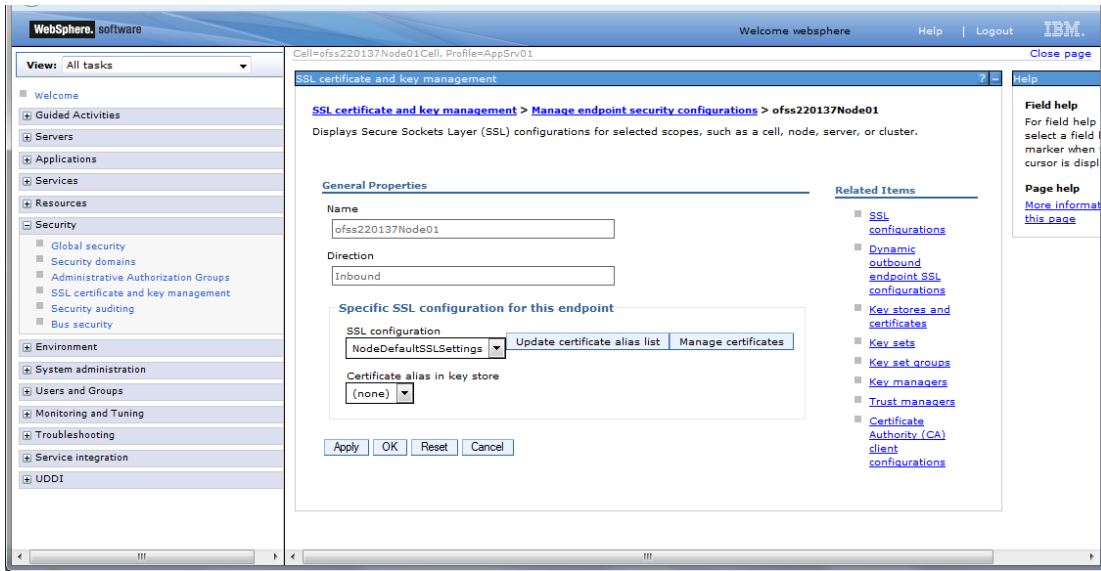 WebSphere. software
Welcome websphere
Help | Logout
IBM.
View: All tasks
Welcome
Guided Activities
Servers
Applications
Services
Resources
Security
Global security
Security domains
Administrative Authorization Groups
SSL certificate and key management
Security auditing
Bus security
Environment
System administration
Users and Groups
Monitoring and Tuning
Troubleshooting
Service integration
UDDI
Cell=ofss220137Node01Cell, Profile=AppSrv01
Close page
SSL certificate and key management
? –
SSL certificate and key management > Manage endpoint security configurations > ofss220137Node01
Displays Secure Sockets Layer (SSL) configurations for selected scopes, such as a cell, node, server, or cluster.
General Properties
Name
ofss220137Node01
Direction
Inbound
Specific SSL configuration for this endpoint
SSL configuration
NodeDefaultSSLSettings
Update certificate alias list
Manage certificates
Certificate alias in key store
(none)
Apply
OK
Reset
Cancel
Related Items
SSL
configurations
Dynamic
outbound
endpoint SSL
configurations
Key stores and
certificates
Key sets
Key set groups
Key managers
Trust managers
Certificate
Authority (CA)
client
configurations
Help
Field help
For field help
select a field
marker when
cursor is displ
Page help
More informat
this page